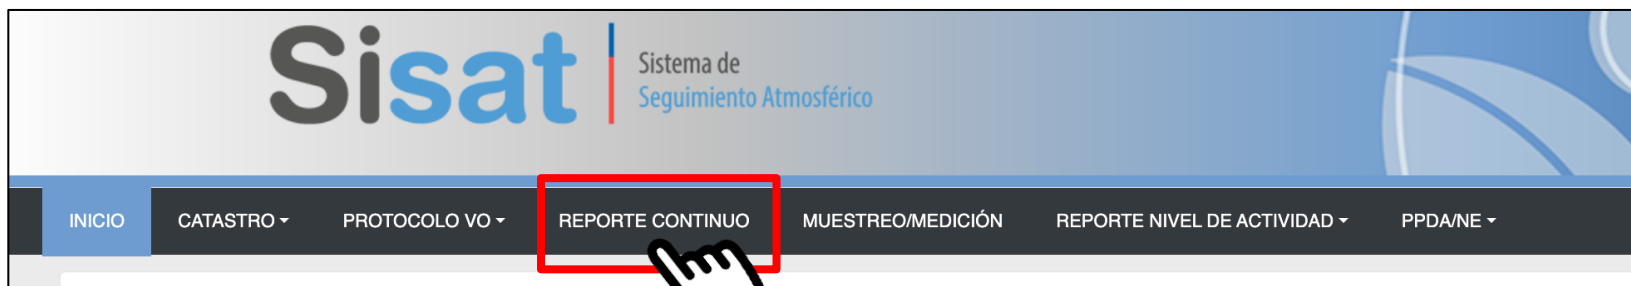 Sisat
Sistema de
Seguimiento Atmosférico
INICIO CATASTRO PROTOCOLO VO REPORTE CONTINUO MUESTREO/MEDICIÓN REPORTE NIVEL DE ACTIVIDAD PPDA/NE